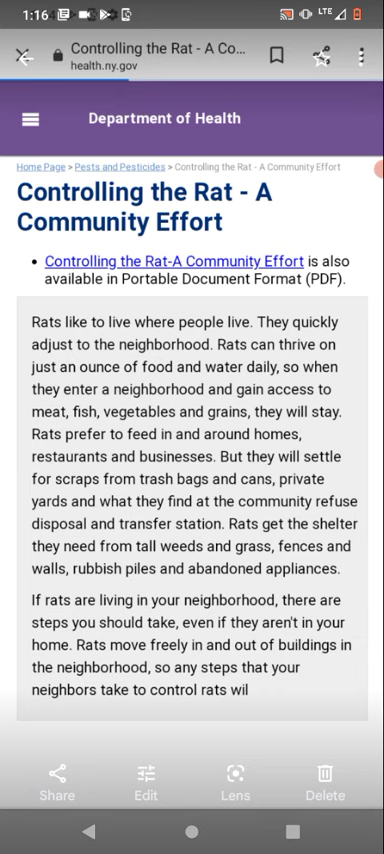 1:16
LTE
Controlling the Rat - A Co...
health.ny.gov
Department of Health
Home Page > Pests and Pesticides > Controlling the Rat - A Community Effort
Controlling the Rat - A
Community Effort
• Controlling the Rat-A Community Effort is also
available in Portable Document Format (PDF).
Rats like to live where people live. They quickly
adjust to the neighborhood. Rats can thrive on
just an ounce of food and water daily, so when
they enter a neighborhood and gain access to
meat, fish, vegetables and grains, they will stay.
Rats prefer to feed in and around homes,
restaurants and businesses. But they will settle
for scraps from trash bags and cans, private
yards and what they find at the community refuse
disposal and transfer station. Rats get the shelter
they need from tall weeds and grass, fences and
walls, rubbish piles and abandoned appliances.
If rats are living in your neighborhood, there are
steps you should take, even if they aren't in your
home. Rats move freely in and out of buildings in
the neighborhood, so any steps that your
neighbors take to control rats wil
Share
Edit
Lens
Delete